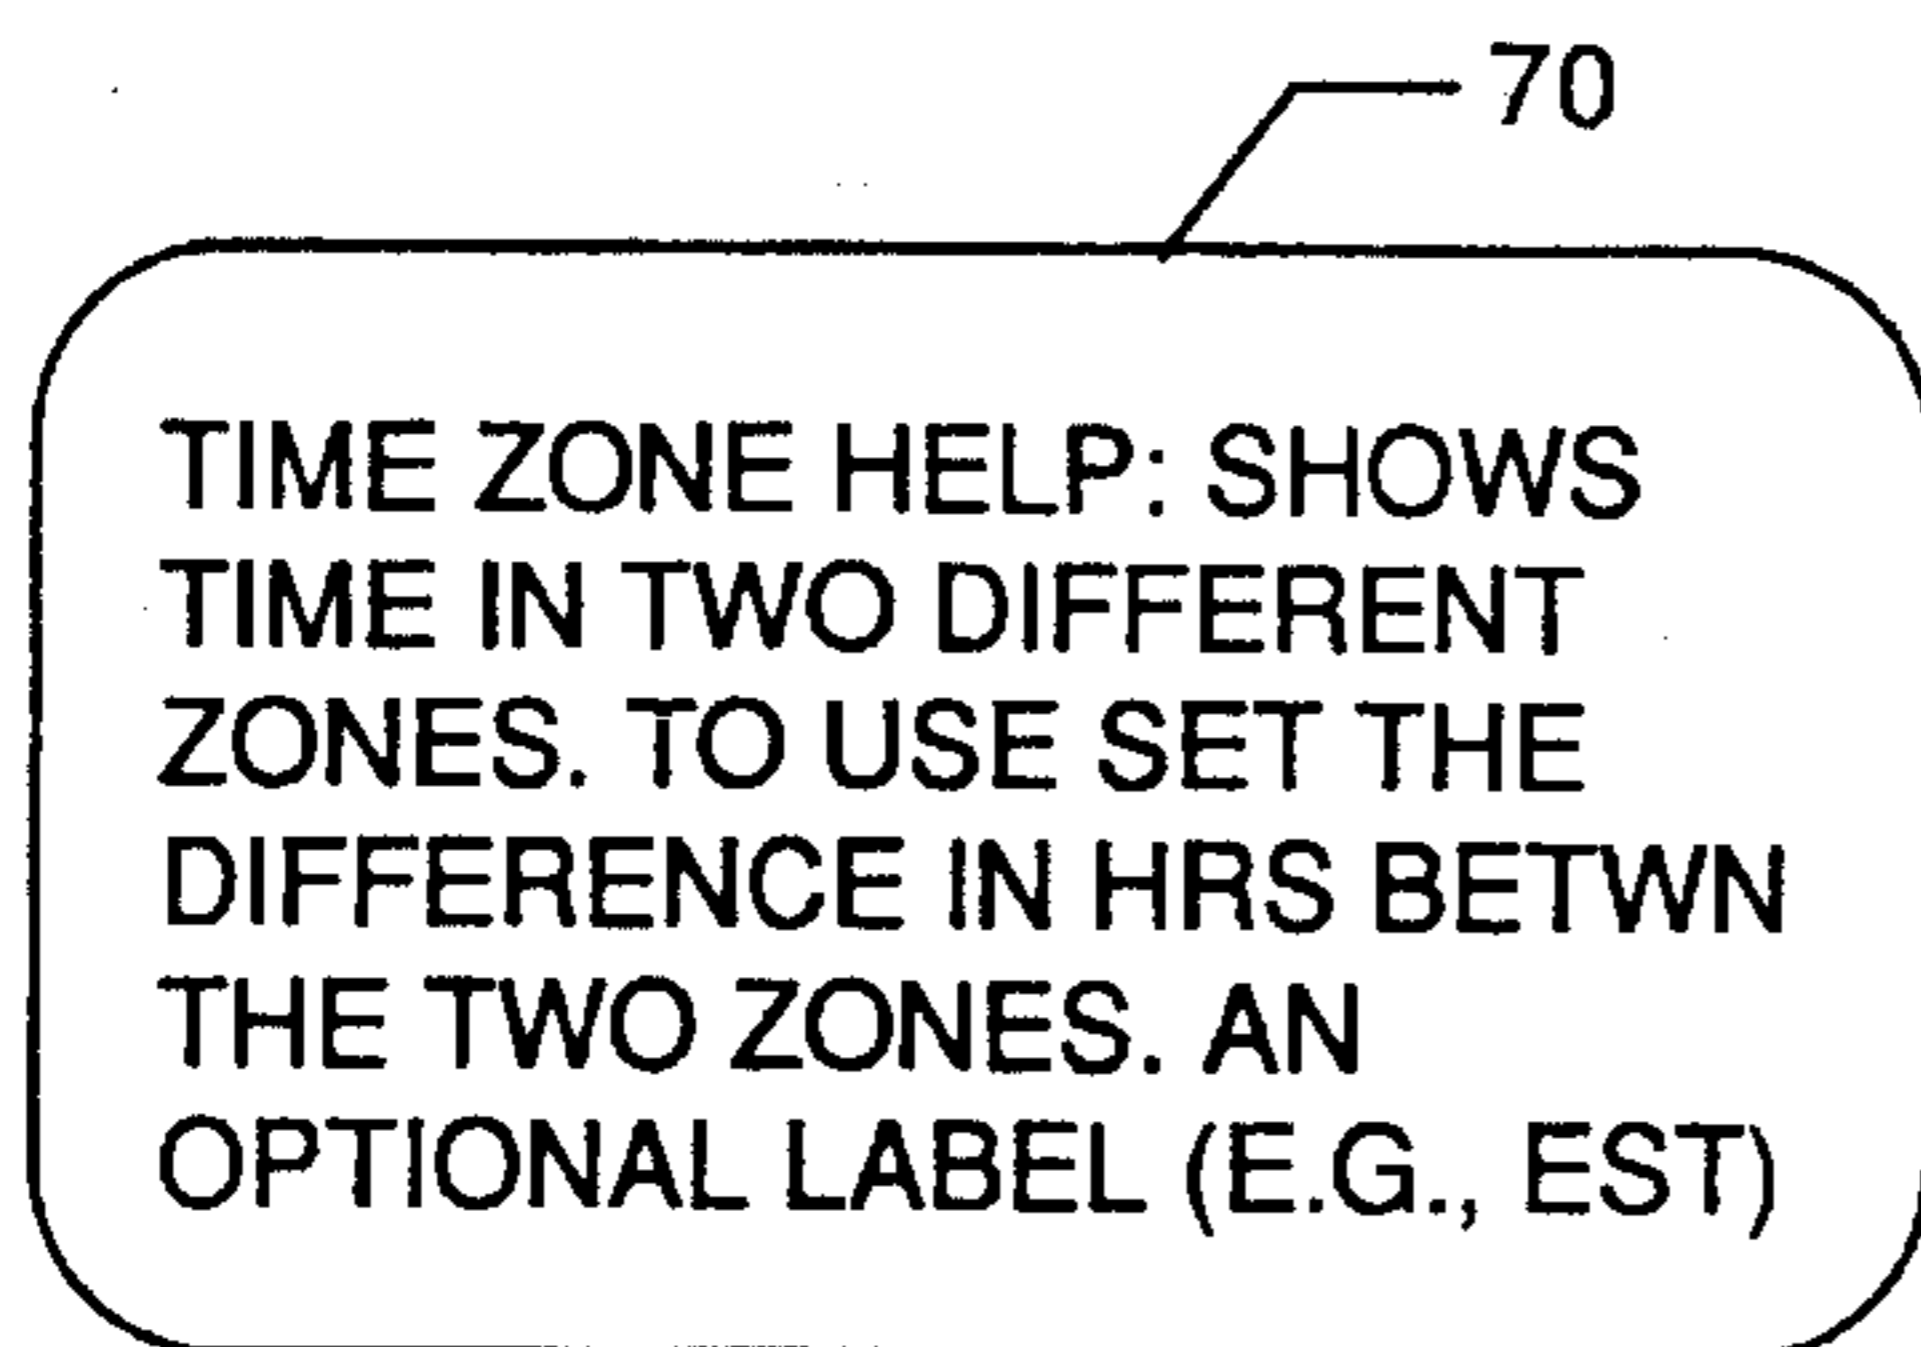 70
TIME ZONE HELP: SHOWS
TIME IN TWO DIFFERENT
ZONES. TO USE SET THE
DIFFERENCE IN HRS BETWN
THE TWO ZONES. AN
OPTIONAL LABEL (E.G., EST)